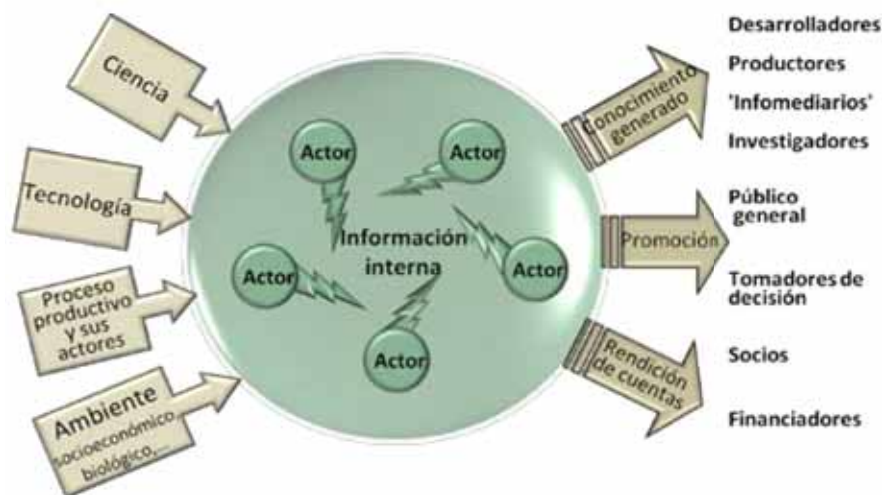 Ciencia
Tecnología
Proceso
productivo
y sus
actores
Ambiente
socioeconómico,
biológico,...
Actor
Actor
Actor
Información
interna
Actor
Actor
Conocimiento
generado
Promoción
Rendición
de cuentas
Desarrolladores
Productores
'Infomediarios'
Investigadores
Público
general
Tomadores de
decisión
Socios
Financiadores